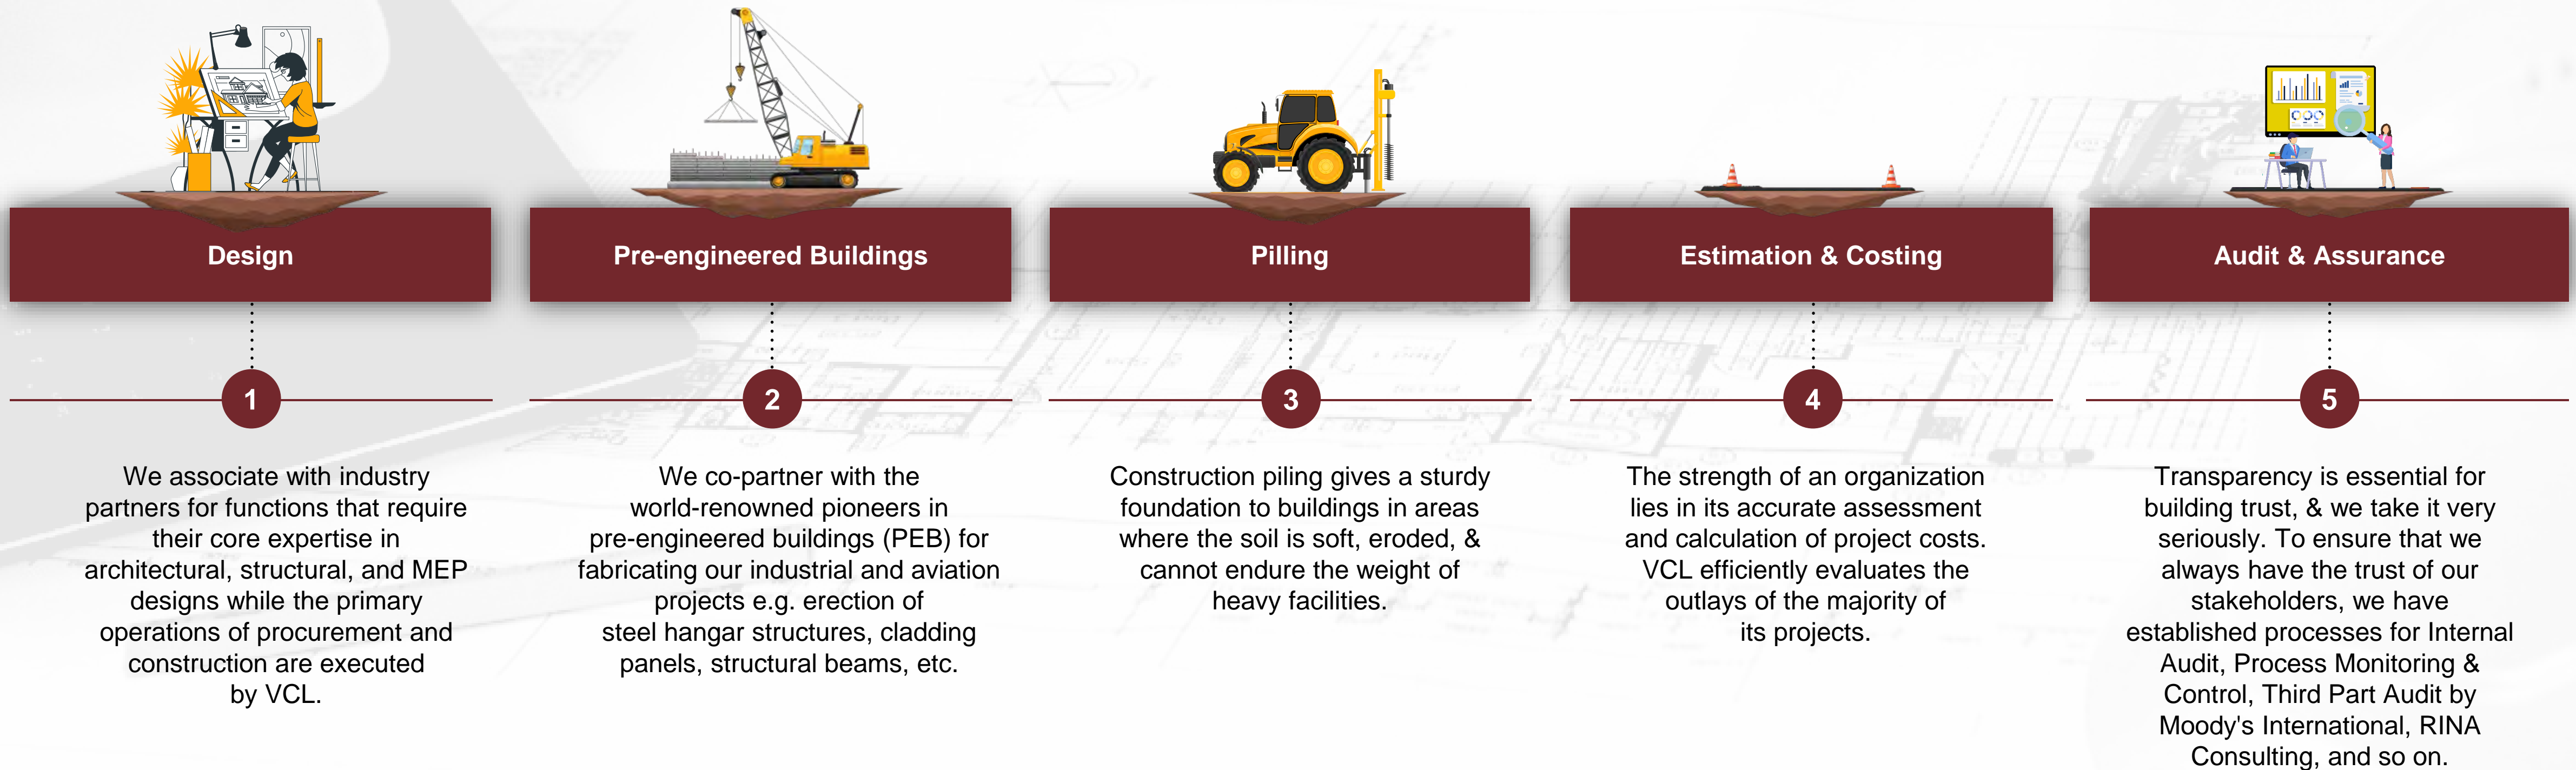 Design
1
We associate with industry
partners for functions that require
their core expertise in
architectural, structural, and MEP
designs while the primary
operations of procurement and
construction are executed
by VCL.
Pre-engineered Buildings
2
We co-partner with the
world-renowned pioneers in
pre-engineered buildings (PEB) for
fabricating our industrial and aviation
projects e.g. erection of
steel hangar structures, cladding
panels, structural beams, etc.
Pilling
3
Construction piling gives a sturdy
foundation to buildings in areas
where the soil is soft, eroded, &
cannot endure the weight of
heavy facilities.
Estimation & Costing
4
The strength of an organization
lies in its accurate assessment
and calculation of project costs.
VCL efficiently evaluates the
outlays of the majority of
its projects.
Audit & Assurance
5
Transparency is essential for
building trust, & we take it very
seriously. To ensure that we
always have the trust of our
stakeholders, we have
established processes for Internal
Audit, Process Monitoring &
Control, Third Part Audit by
Moody's International, RINA
Consulting, and so on.